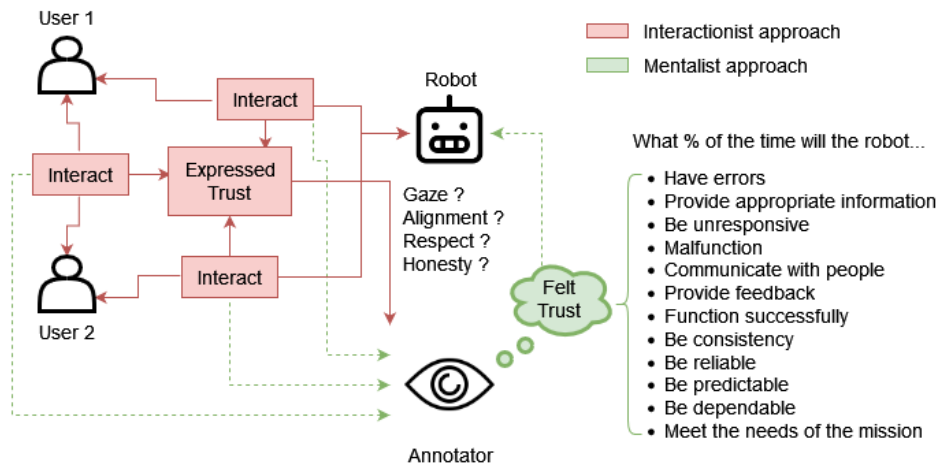 User 1
Interactionist approach
Mentalist approach
Robot
Interact
What % of the time will the robot...
Interact
Expressed
Trust
Have errors
Provide appropriate information
Be unresponsive
Malfunction
Communicate with people
Provide feedback
Function successfully
Be consistency
Be reliable
Be predictable
Be dependable
Meet the needs of the mission
Gaze ?
Alignment ?
Respect ?
Honesty ?
Interact
Felt
Trust
User 2
Annotator